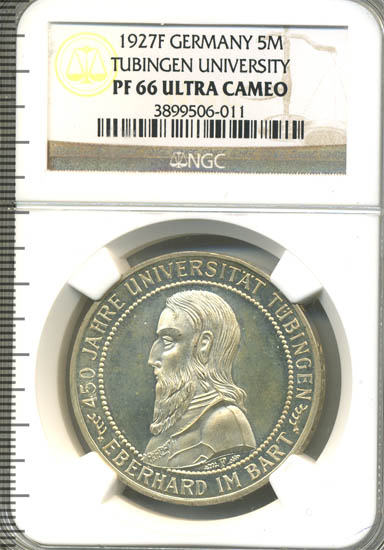 1927F GERMANY 5M
TUBINGEN UNIVERSITY
PF 66 ULTRA CAMEO
3899506-011
NGC
450 JAHRE UNIVERSITÄT TÜBINGEN
EBERHARD IM BART
F